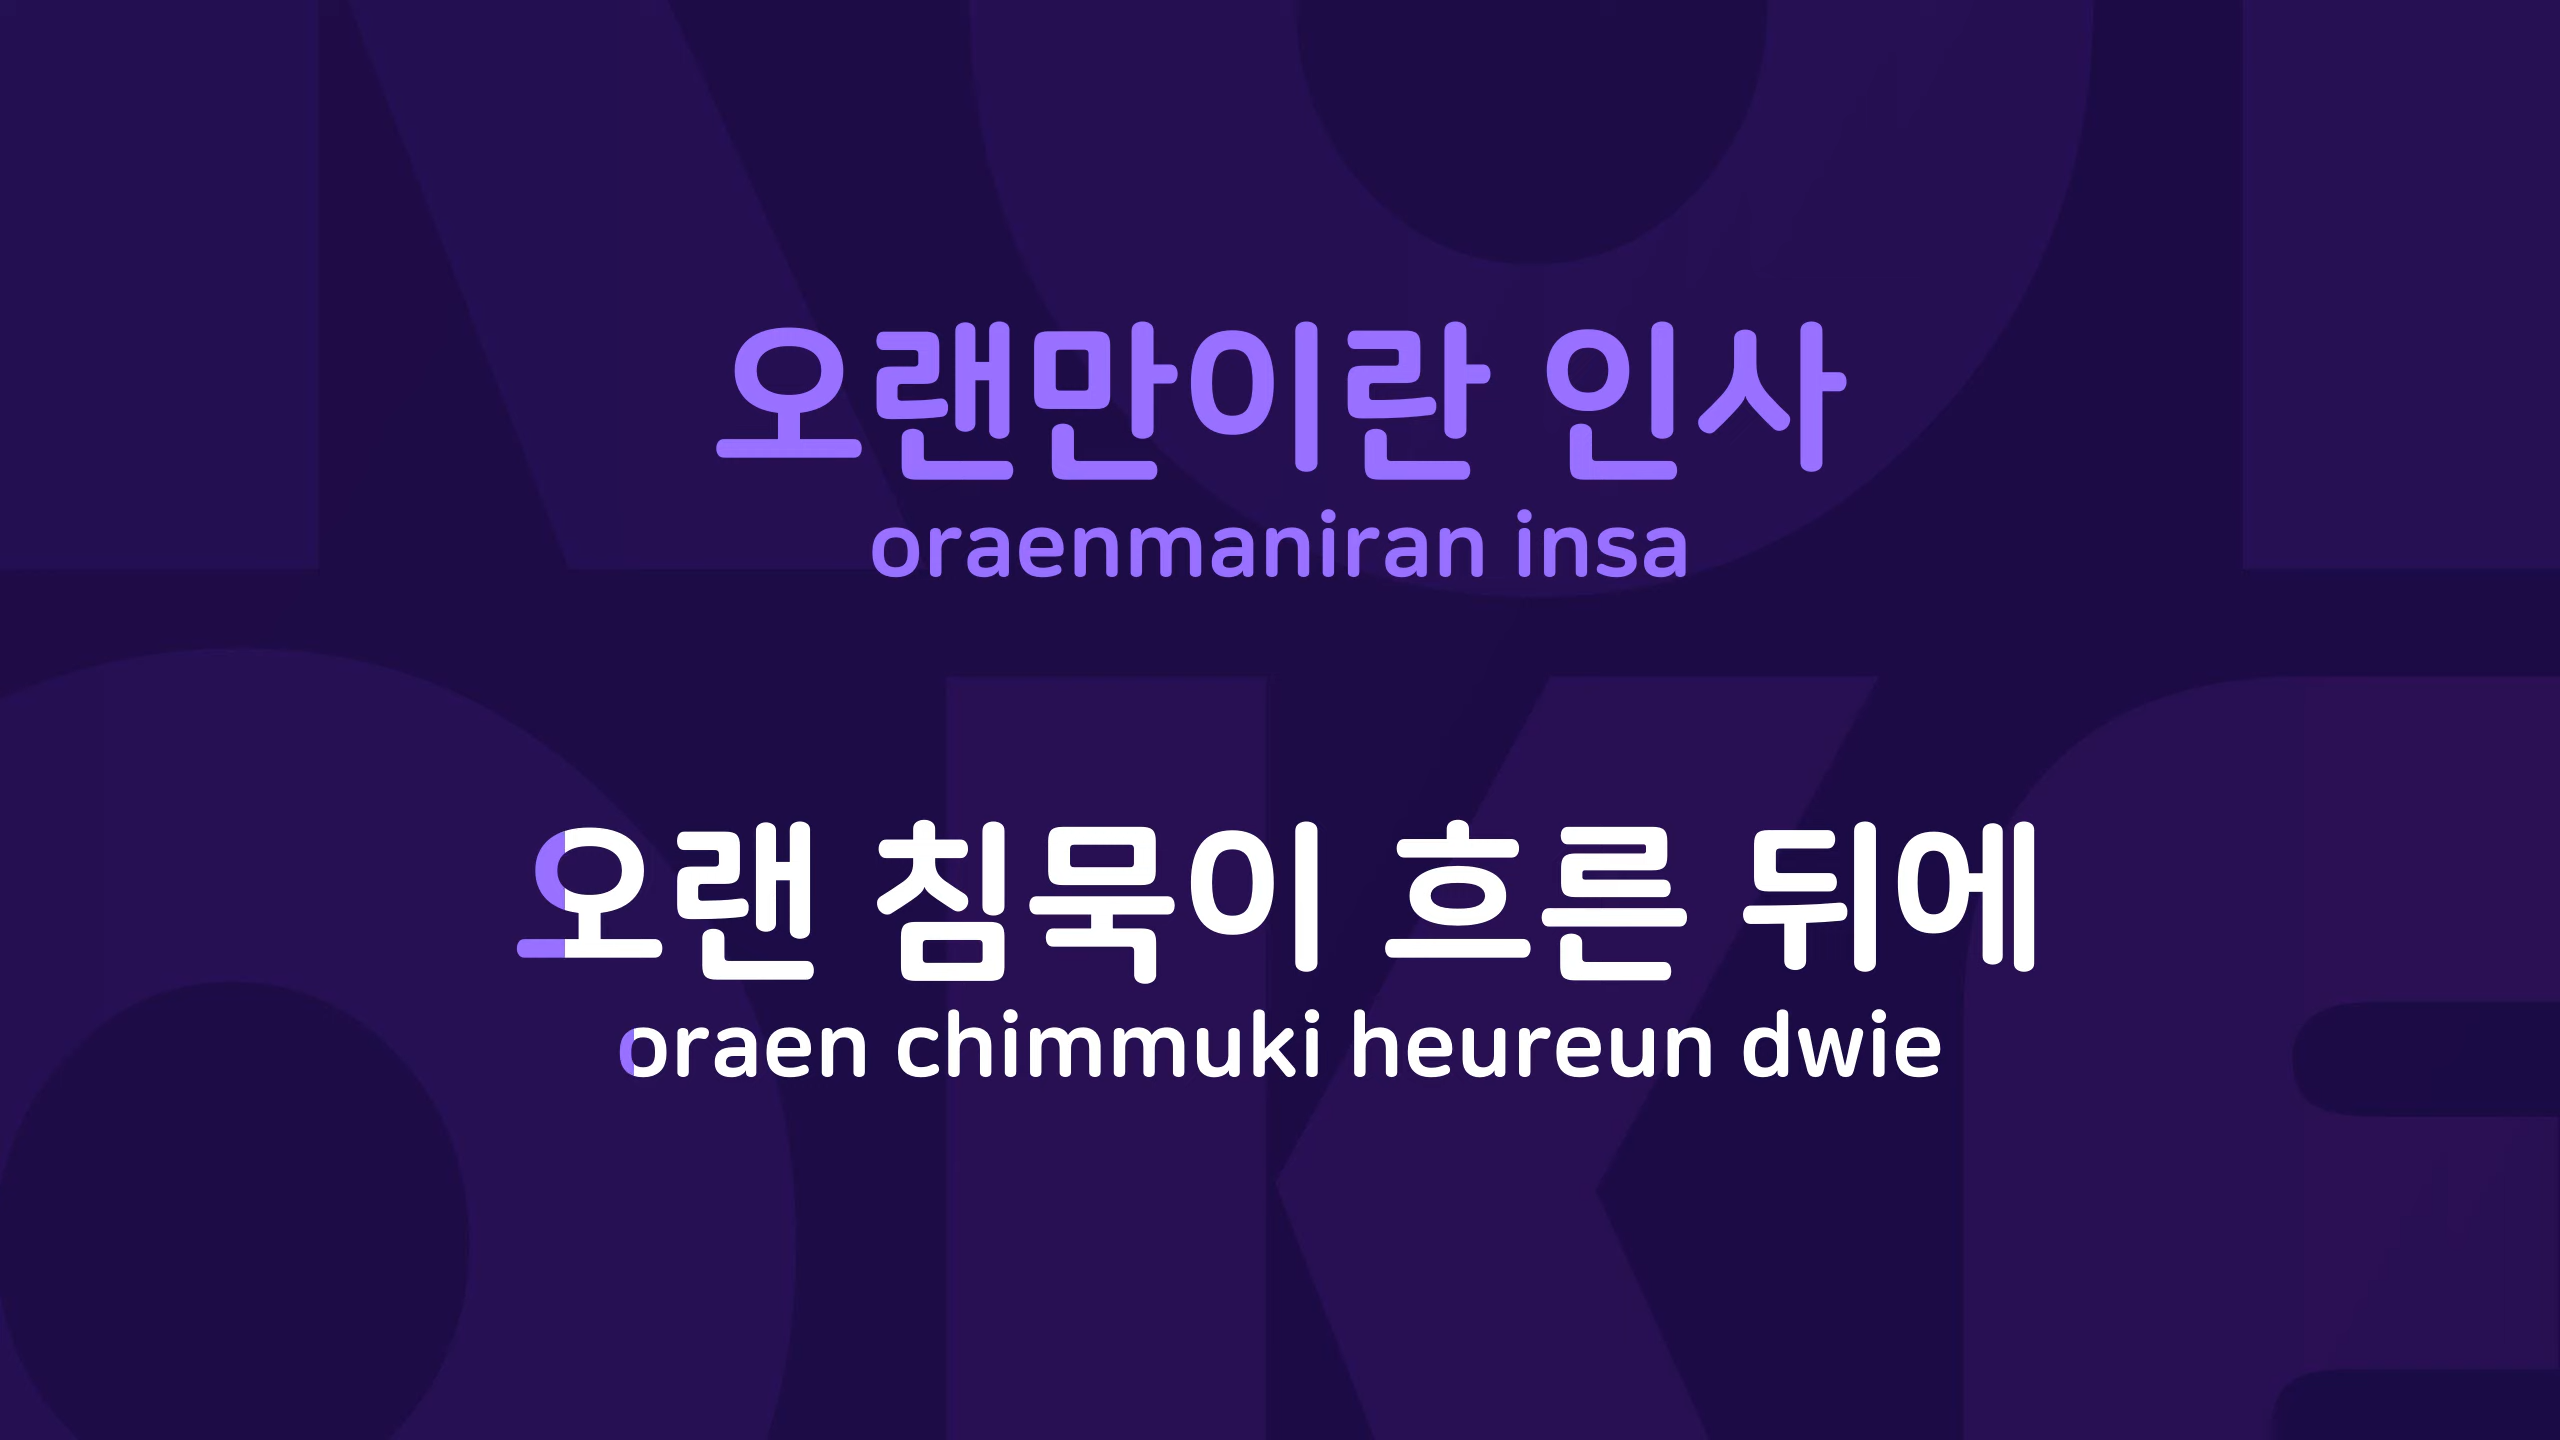 오랜만이란 인사
oraenmaniran insa
오랜 침묵이 흐른 뒤에
oraen chimmuki heureun dwie